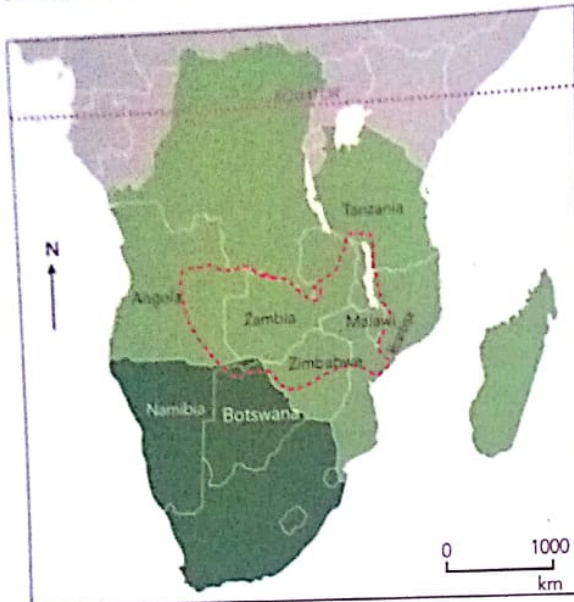 EQUATOR
Tanzania
N
Angola
Zambia
Malawi
Zimbabwe
Namibia
Botswana
0 1000
km